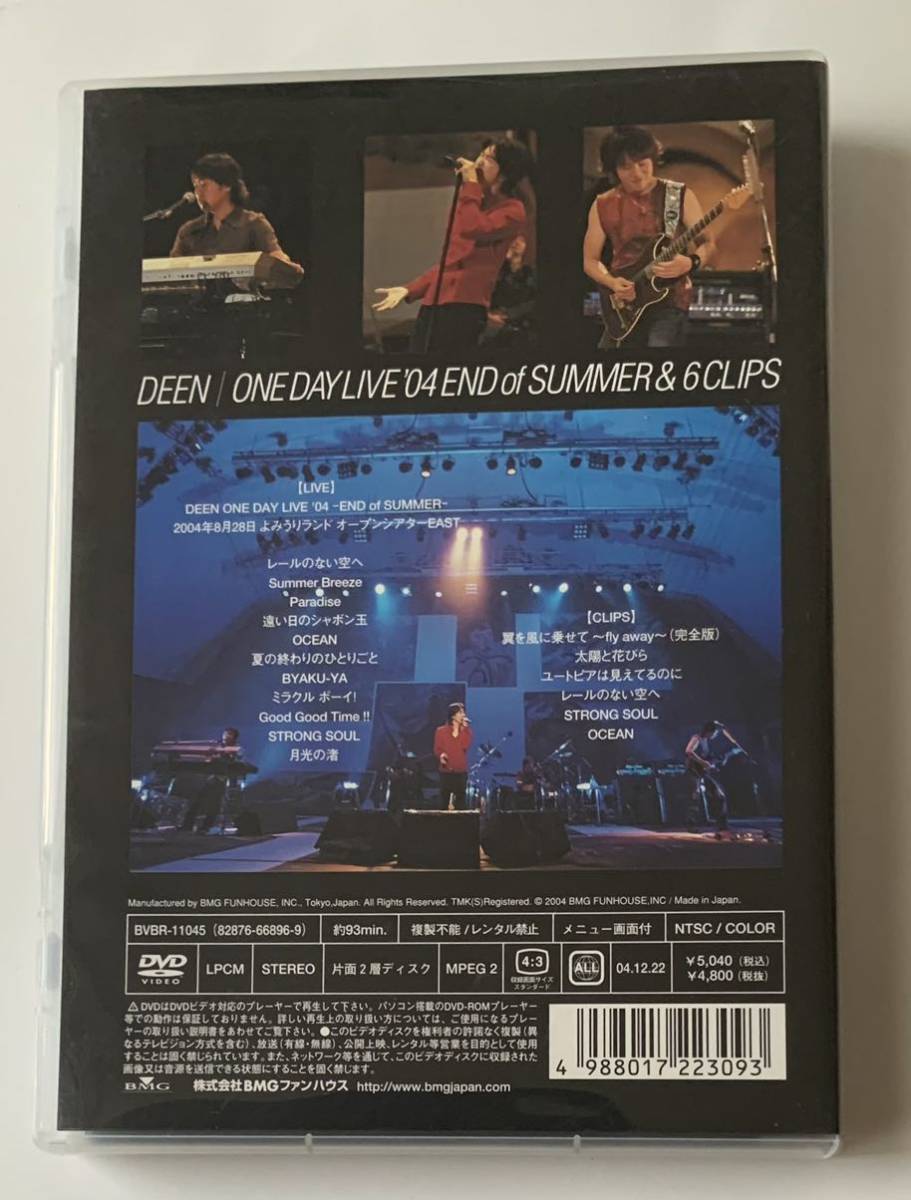 DEEN / ONE DAY LIVE '04 END of SUMMER & 6 CLIPS
【LIVE】
DEEN ONE DAY LIVE '04 -END of SUMMER-
2004年8月28日 よみうりランド オープンシアターEAST
レールのない空へ
Summer Breeze
Paradise
遠い日のシャボン玉
OCEAN
夏の終わりのひとりごと
BYAKU-YA
ミラクル ボーイ!
Good Good Time !!
STRONG SOUL
月光の渚
【CLIPS】
翼を風に乗せて 〜fly away〜(完全版)
太陽と花びら
ユートピアは見えてるのに
レールのない空へ
STRONG SOUL
OCEAN
Manufactured by BMG FUNHOUSE, INC., Tokyo,Japan. All Rights Reserved. TMK(S)Registered. © 2004 BMG FUNHOUSE,INC / Made in Japan.
BVBR-11045 (82876-66896-9) 約93min. 複製不能/レンタル禁止 メニュー画面付 NTSC / COLOR
DVD VIDEO LPCM STEREO 片面2層ディスク MPEG 2 4:3 収録画面サイズ スタンダード ALL 04.12.22 ¥5,040 (税込) ¥4,800 (税抜)
⚠DVDはDVDビデオ対応のプレーヤーで再生して下さい。パソコン搭載のDVD-ROMプレーヤー
等での動作は保証しておりません。詳しい再生上の取り扱い方については、ご使用になるプレー
ヤーの取り扱い説明書をあわせてご覧下さい。●このビデオディスクを権利者の許諾なく複製(異
なるテレビジョン方式を含む)、放送(有線・無線)、公開上映、レンタル等営業を目的として使用
することは固く禁じられています。また、ネットワーク等を通じて、このビデオディスクに収録された
画像又は音源を送信できる状態にすることも固く禁じます。
BMG 株式会社BMGファンハウス http://www.bmgjapan.com
4 988017 223093